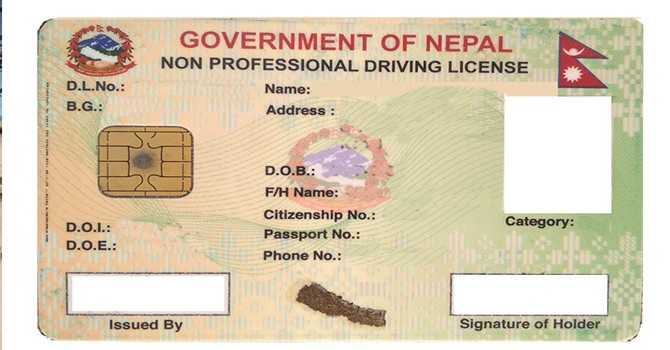 GOVERNMENT OF NEPAL
NON PROFESSIONAL DRIVING LICENSE
D.L.No.:
B.G.:
Name:
Address :
D.O.B.:
F/H Name:
Citizenship No.:
Passport No.:
Phone No.:
D.O.I.:
D.O.E.:
Category:
Issued By
Signature of Holder